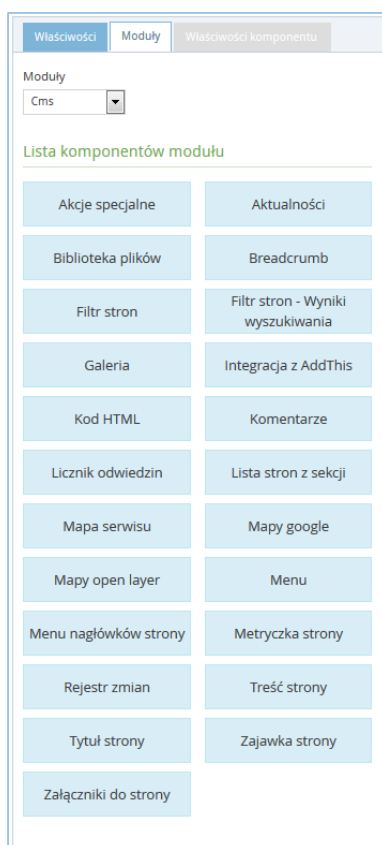 Właściwości Moduły Właściwości komponentu
Moduły
Cms
Lista komponentów modułu
Akcje specjalne Aktualności
Biblioteka plików Breadcrumb
Filtr stron Filtr stron - Wyniki
wyszukiwania
Galeria Integracja z AddThis
Kod HTML Komentarze
Licznik odwiedzin Lista stron z sekcji
Mapa serwisu Mapy google
Mapy open layer Menu
Menu nagłówków strony Metryczka strony
Rejestr zmian Treść strony
Tytuł strony Zajawka strony
Załączniki do strony